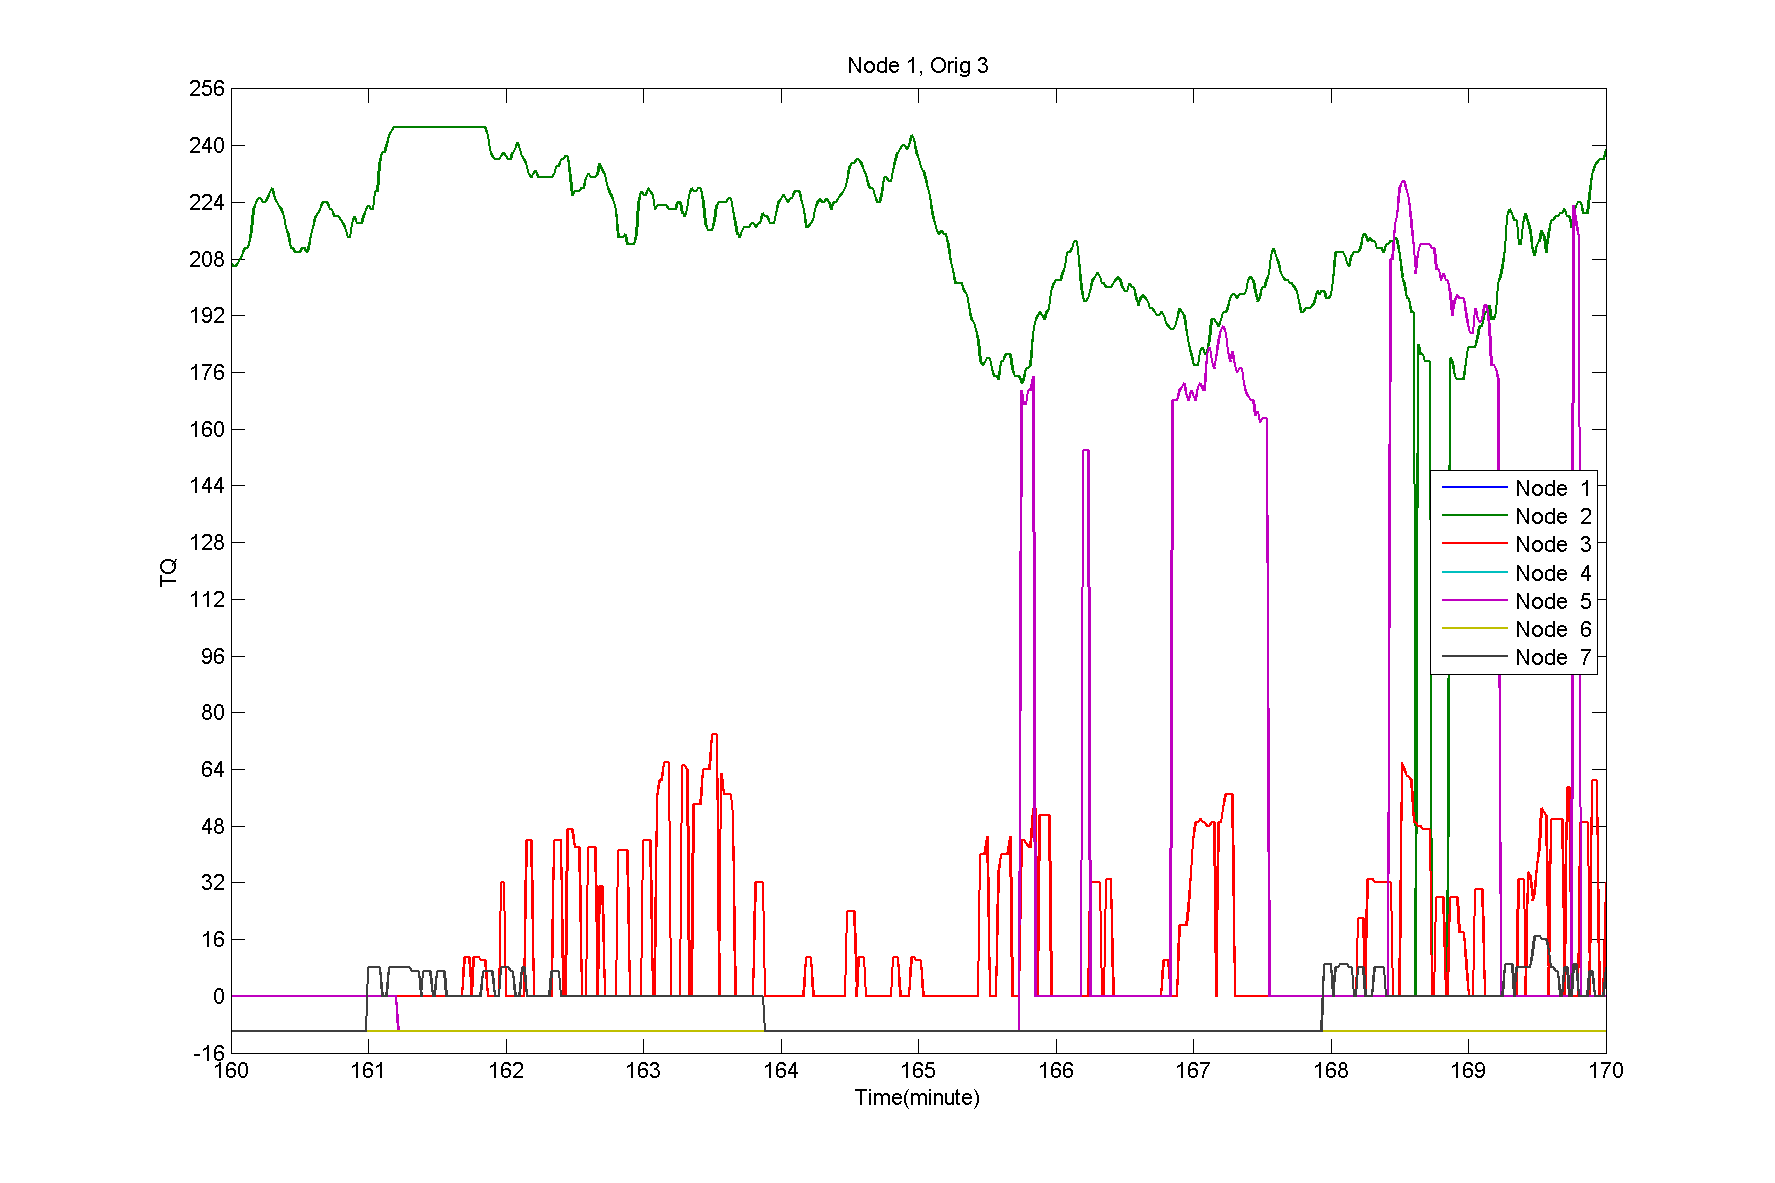 Node 1, Orig 3
256
240
224
208
192
176
160
144
128
112
96
80
64
48
32
16
0
-16
TQ
Node 1
Node 2
Node 3
Node 4
Node 5
Node 6
Node 7
160 161 162 163 164 165 166 167 168 169 170
Time(minute)